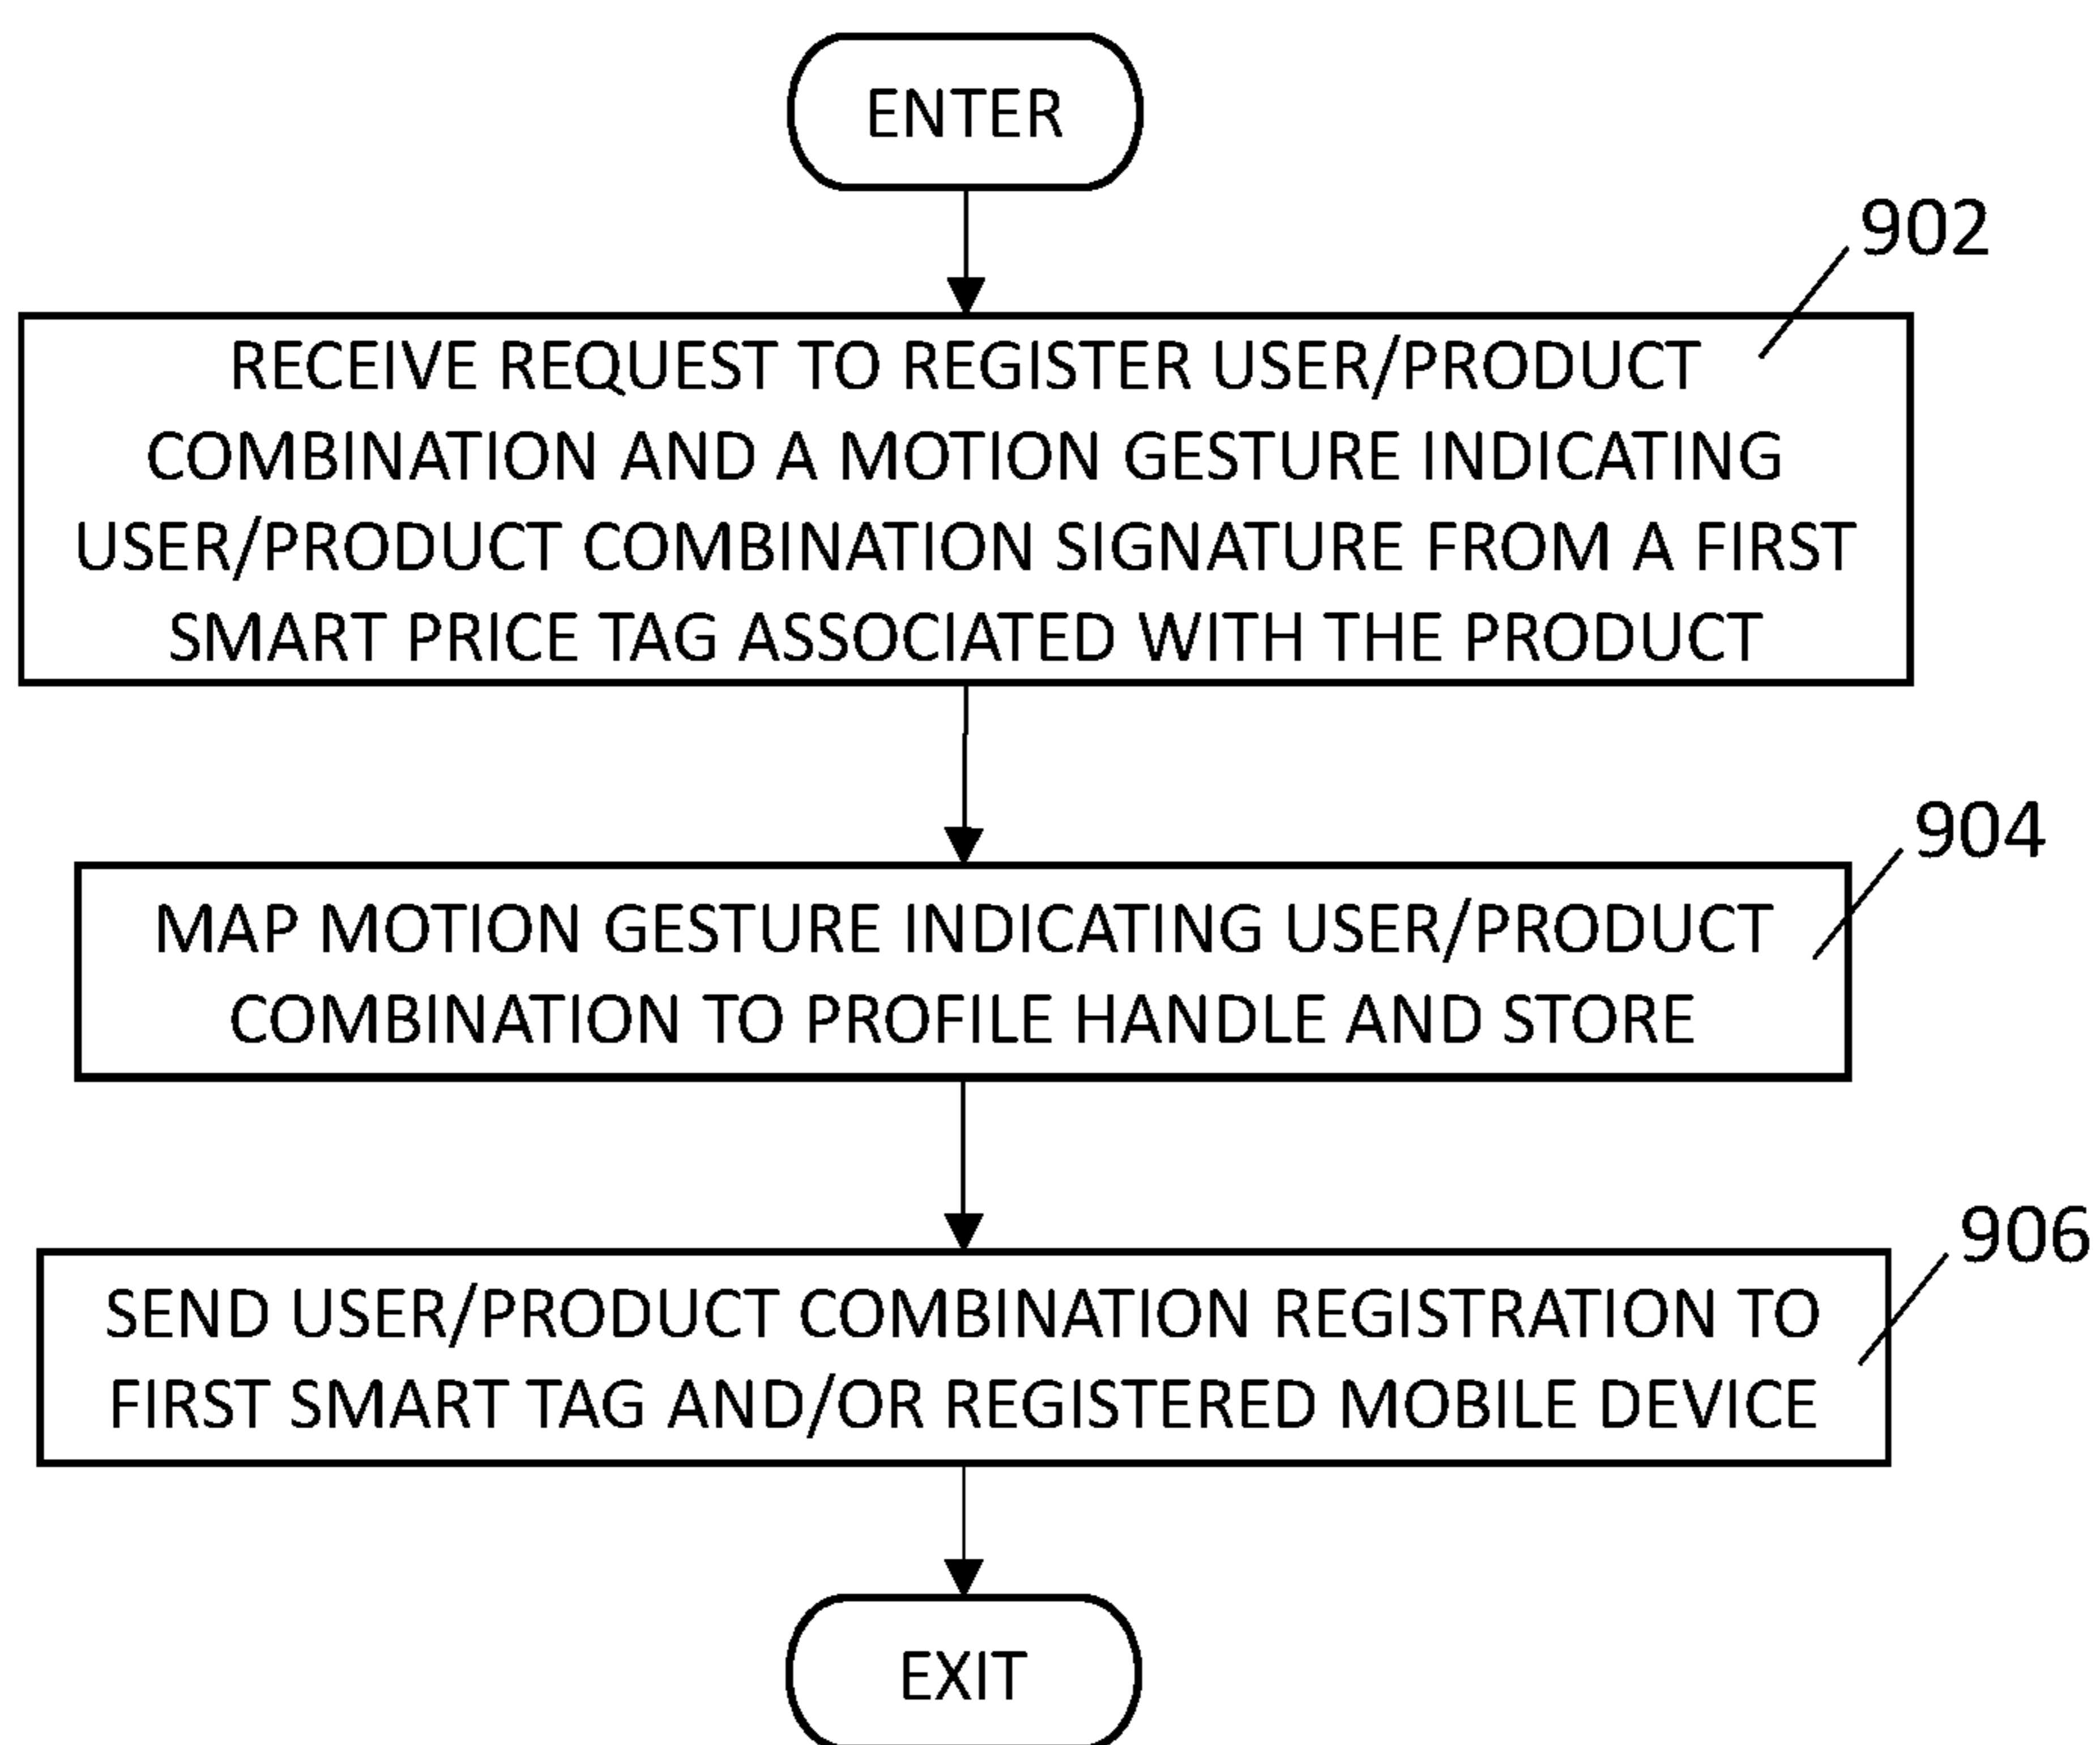 ENTER
902
RECEIVE REQUEST TO REGISTER USER/PRODUCT
COMBINATION AND A MOTION GESTURE INDICATING
USER/PRODUCT COMBINATION SIGNATURE FROM A FIRST
SMART PRICE TAG ASSOCIATED WITH THE PRODUCT
904
MAP MOTION GESTURE INDICATING USER/PRODUCT
COMBINATION TO PROFILE HANDLE AND STORE
906
SEND USER/PRODUCT COMBINATION REGISTRATION TO
FIRST SMART TAG AND/OR REGISTERED MOBILE DEVICE
EXIT